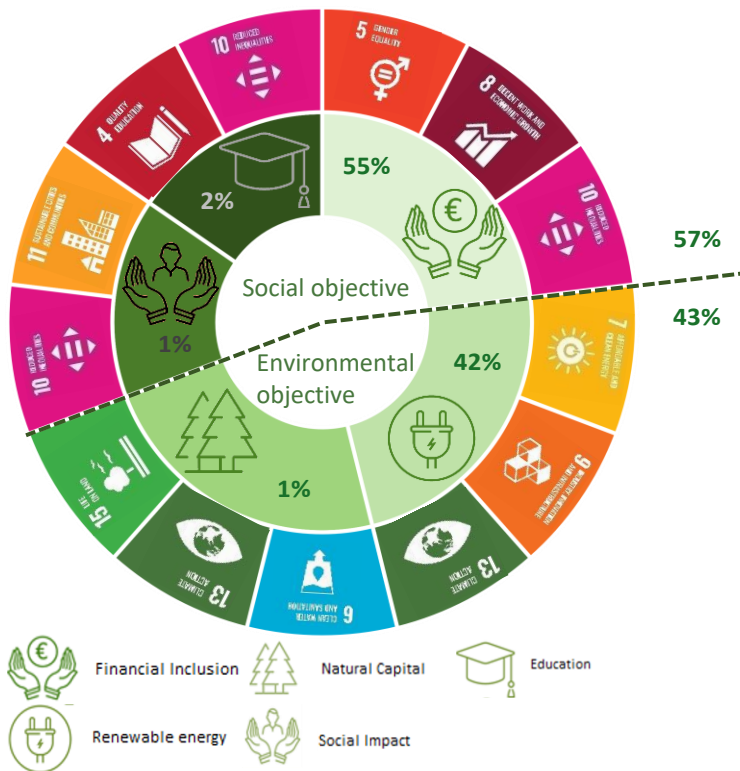 10 REDUCED
INEQUALITIES
5 GENDER
EQUALITY
4 QUALITY
EDUCATION
8 DECENT WORK AND
ECONOMIC GROWTH
55%
2%
€
11 SUSTAINABLE CITIES
AND COMMUNITIES
10 REDUCED
INEQUALITIES
57%
Social objective
43%
1%
10 REDUCED
INEQUALITIES
Environmental
objective
42%
7 AFFORDABLE AND
CLEAN ENERGY
1%
15 LIFE
ON LAND
9 INDUSTRY, INNOVATION
AND INFRASTRUCTURE
13 CLIMATE
ACTION
6 CLEAN WATER
AND SANITATION
13 CLIMATE
ACTION
€
Financial Inclusion
Natural Capital
Education
Renewable energy
Social Impact